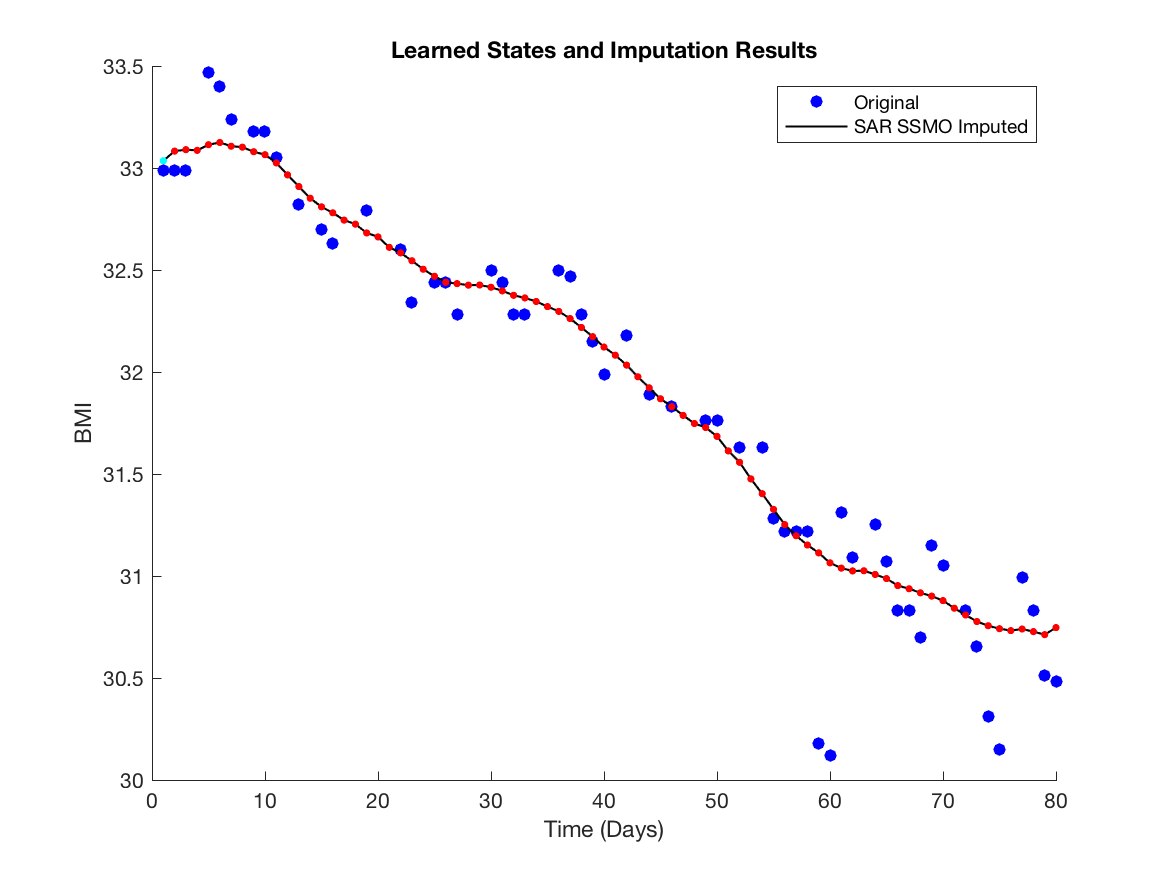 Learned States and Imputation Results
33.5
Original
SAR SSMO Imputed
33
32.5
32
BMI
31.5
31
30.5
30
0 10 20 30 40 50 60 70 80
Time (Days)